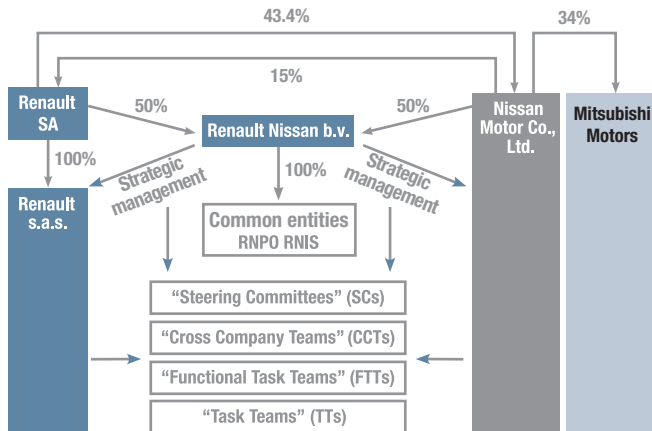 43.4%
34%
15%
Renault
SA
50%
Renault Nissan b.v.
50%
Nissan
Motor Co.,
Ltd.
Mitsubishi
Motors
100%
Strategic
management
100%
Strategic
management
Renault
s.a.s.
Common entities
RNPO RNIS
“Steering Committees” (SCs)
“Cross Company Teams” (CCTs)
“Functional Task Teams” (FTTs)
“Task Teams” (TTs)